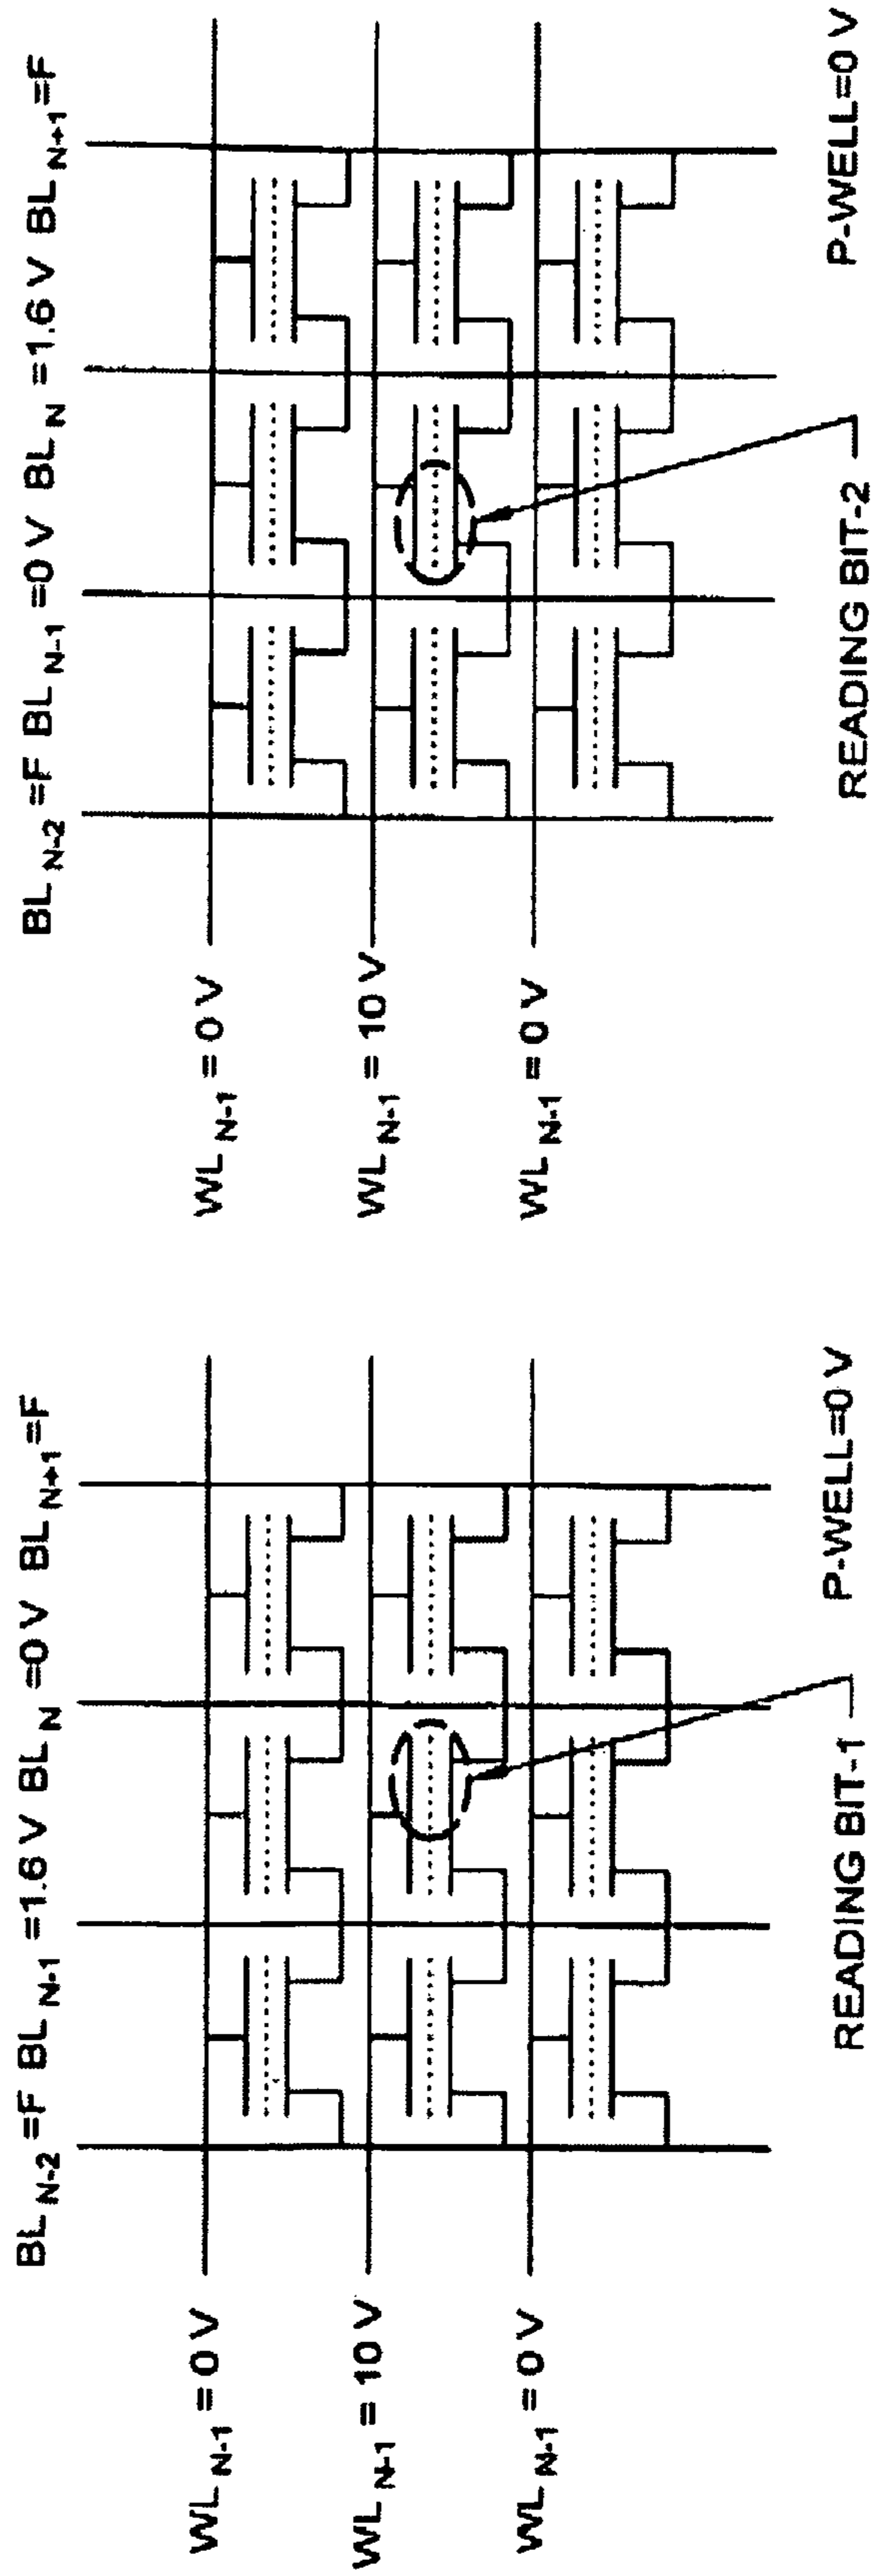 BL N-2 =F BL N-1 =1.6 V BL N =0 V BL N+1 =F
WL N-1 = 0 V
WL N-1 = 10 V
WL N-1 = 0 V
READING BIT-1
P-WELL=0 V
BL N-2 =F BL N-1 =0 V BL N =1.6 V BL N+1 =F
WL N-1 = 0 V
WL N-1 = 10 V
WL N-1 = 0 V
READING BIT-2
P-WELL=0 V